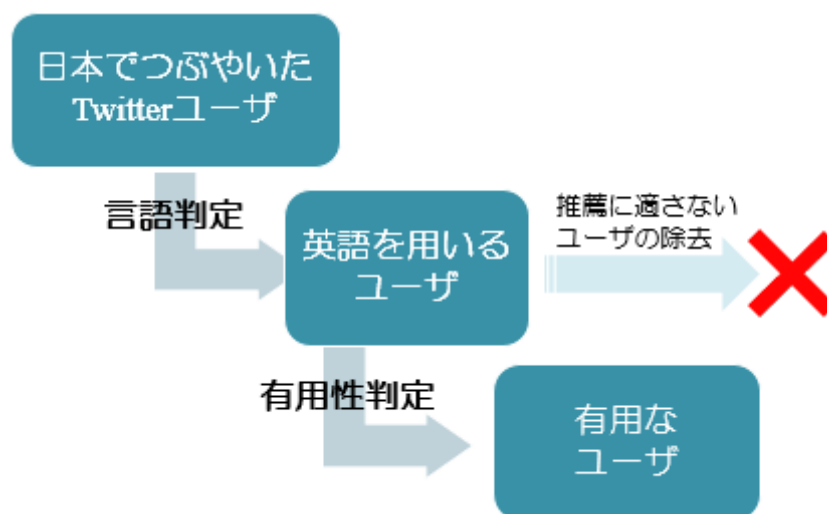 日本でつぶやいた
Twitterユーザ
言語判定
英語を用いる
ユーザ
推薦に適さない
ユーザの除去
有用性判定
有用な
ユーザ